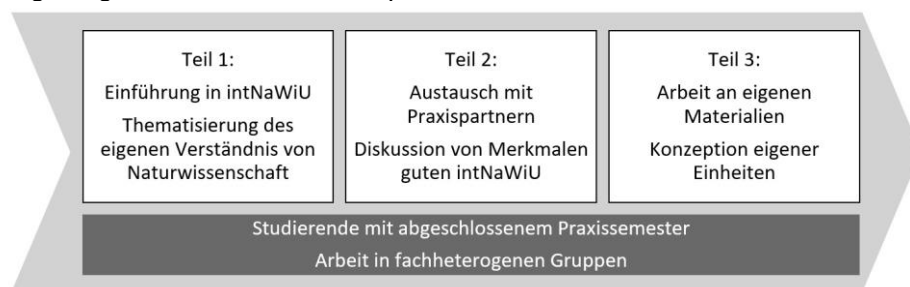 Teil 1:
Einführung in intNaWiU
Thematisierung des
eigenen Verständnis von
Naturwissenschaft
Teil 2:
Austausch mit
Praxispartnern
Diskussion von Merkmalen
guten intNaWiU
Teil 3:
Arbeit an eigenen
Materialien
Konzeption eigener
Einheiten
Studierende mit abgeschlossenem Praxissemester
Arbeit in fachheterogenen Gruppen